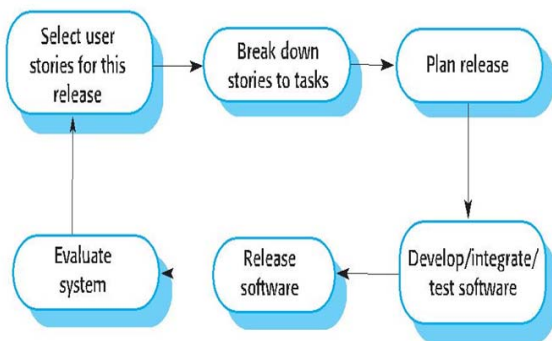 Select user
stories for this
release
Break down
stories to tasks
Plan release
Evaluate
system
Release
software
Develop/integrate/
test software